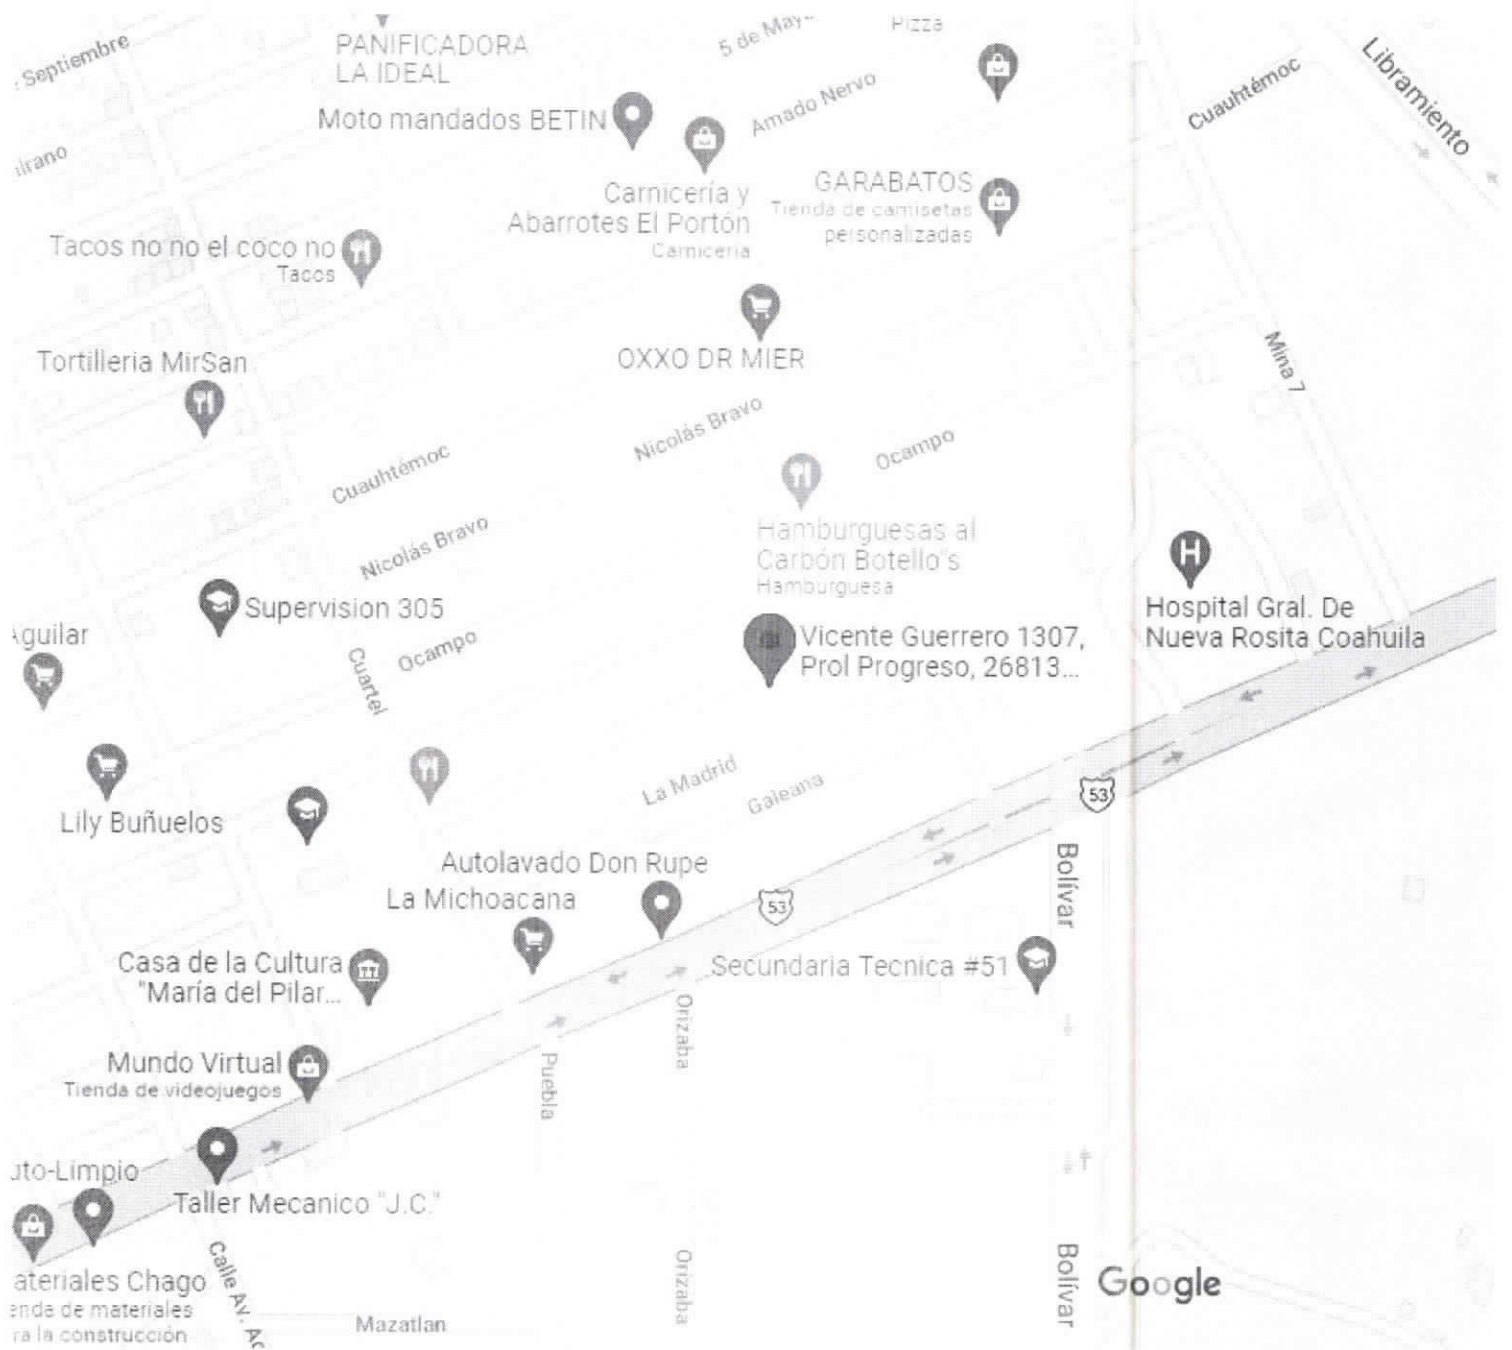 Septiembre
PANIFICADORA
LA IDEAL
5 de May
Pizza
Libramiento
Cuauhtémoc
Moto mandados BETIN
Amado Nervo
Carnicería y
Abarrotes El Portón
Carnicería
GARABATOS
Tienda de camisetas
personalizadas
Tacos no no el coco no
Tacos
OXXO DR MIER
Mina 7
Tortilleria MirSan
Nicolás Bravo
Ocampo
Cuauhtémoc
Hamburguesas al
Carbón Botello"s
Hamburguesa
Nicolás Bravo
H
Hospital Gral. De
Nueva Rosita Coahuila
Supervision 305
Aguilar
Vicente Guerrero 1307,
Prol Progreso, 26813...
Ocampo
Cuartel
La Madrid
Galeana
53
Lily Buñuelos
Autolavado Don Rupe
La Michoacana
53
Bolívar
Casa de la Cultura
"María del Pilar...
Secundaria Tecnica #51
Orizaba
Mundo Virtual
Tienda de videojuegos
Puebla
uto-Limpio
Taller Mecanico "J.C."
Calle Av.
ateriales Chago
enda de materiales
ra la construcción
Mazatlan
Orizaba
Bolívar
Google